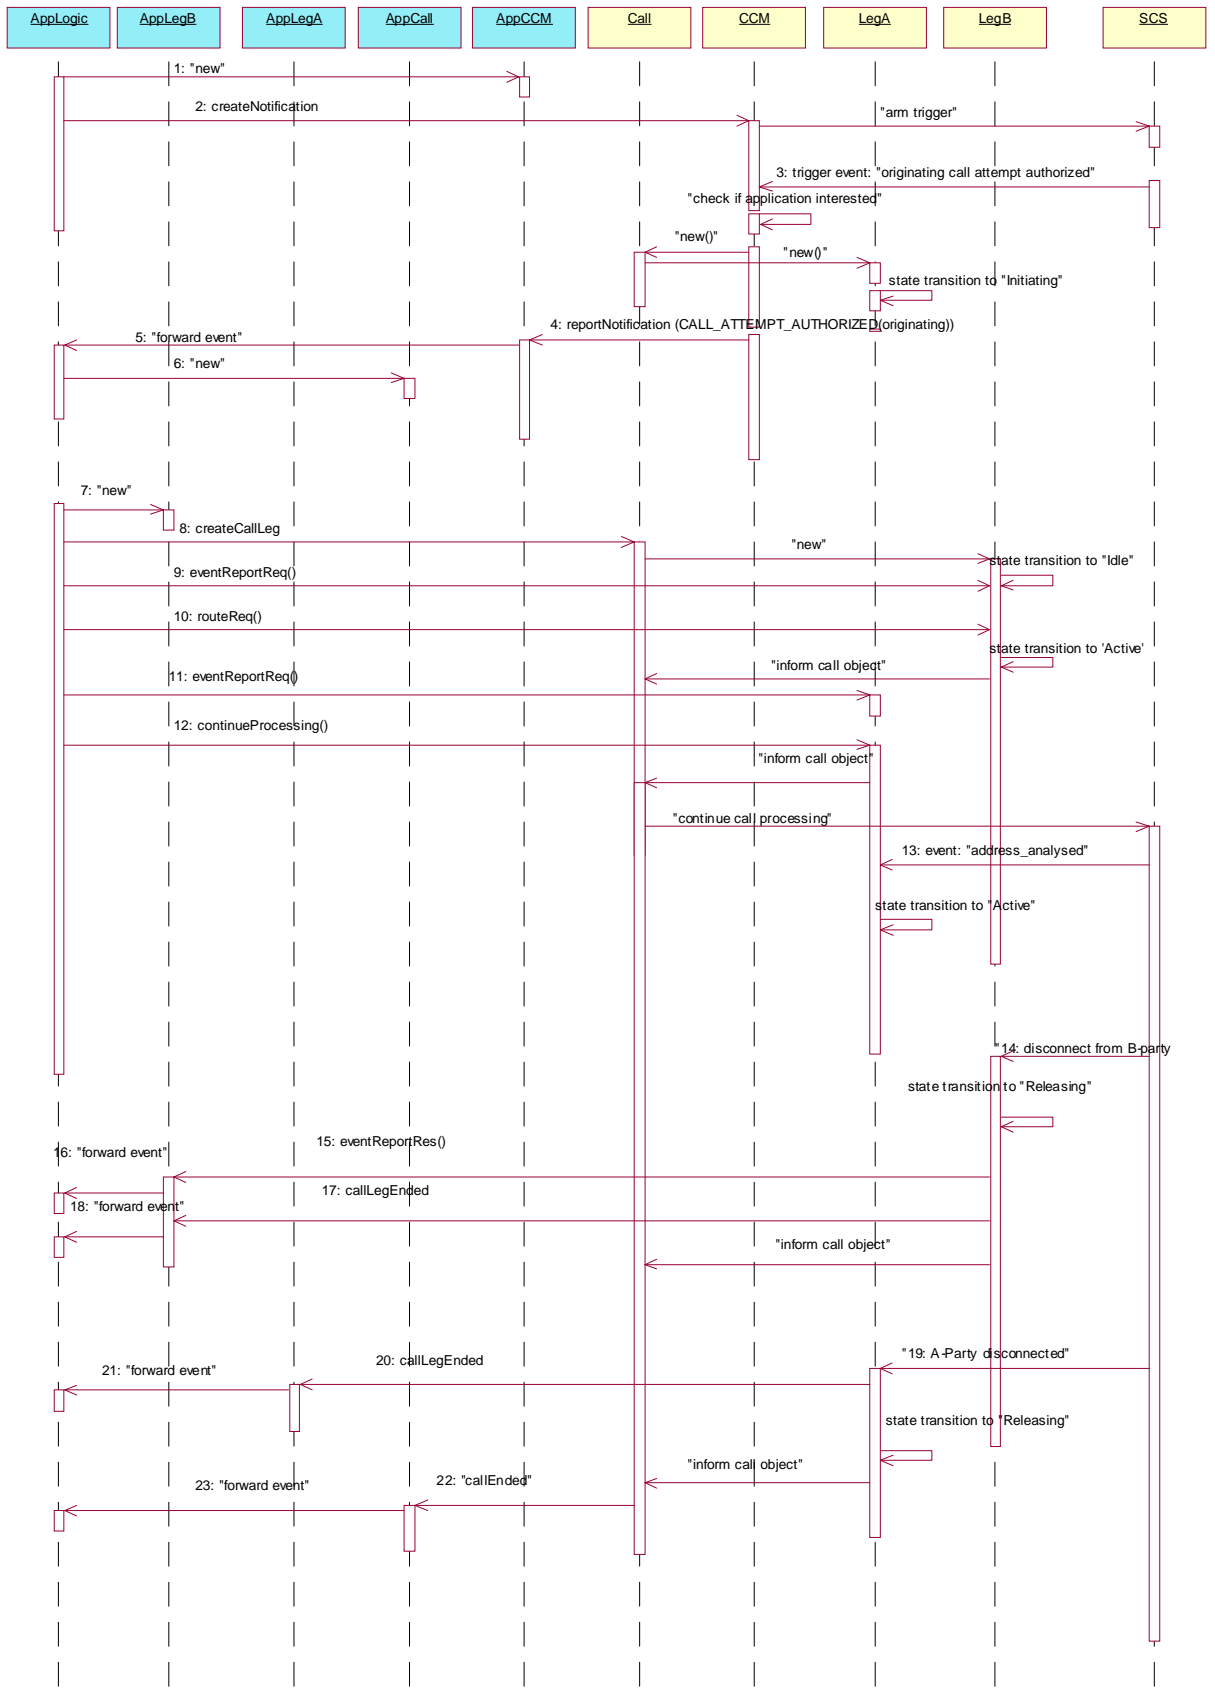 AppLogic AppLegB AppLegA AppCall AppCCM Call CCM LegA LegB SCS
1: "new"
2: createNotification
"arm trigger"
3: trigger event: "originating call attempt authorized"
"check if application interested"
"new()"
"new()"
state transition to "Initiating"
4: reportNotification (CALL_ATTEMPT_AUTHORIZED(originating))
5: "forward event"
6: "new"
7: "new"
8: createCallLeg
"new"
state transition to "Idle"
9: eventReportReq()
10: routeReq()
state transition to 'Active'
"inform call object"
11: eventReportReq()
12: continueProcessing()
"inform call object"
"continue call processing"
13: event: "address_analysed"
state transition to "Active"
"14: disconnect from B-party
state transition to "Releasing"
15: eventReportRes()
16: "forward event"
17: callLegEnded
18: "forward event"
"inform call object"
"19: A-Party disconnected"
20: callLegEnded
21: "forward event"
state transition to "Releasing"
"inform call object"
22: "callEnded"
23: "forward event"